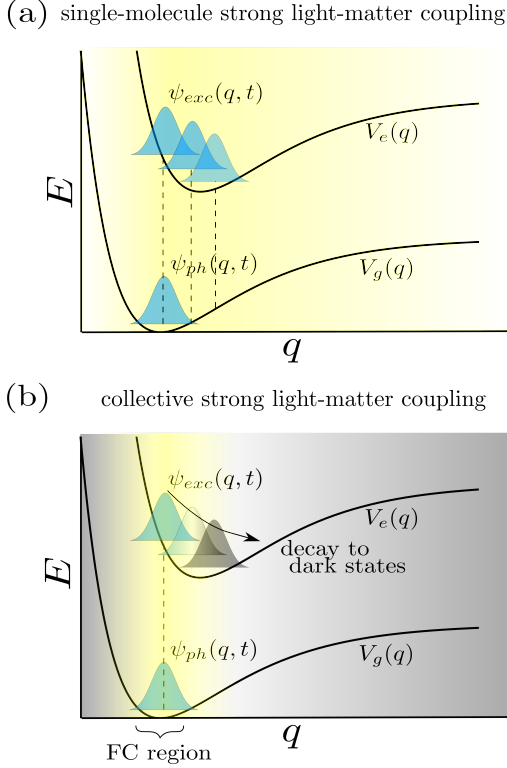 (a) single-molecule strong light-matter coupling
ψ_exc(q, t)
V_e(q)
E
ψ_ph(q, t)
V_g(q)
q
(b) collective strong light-matter coupling
ψ_exc(q, t)
V_e(q)
decay to
dark states
E
ψ_ph(q, t)
V_g(q)
q
FC region